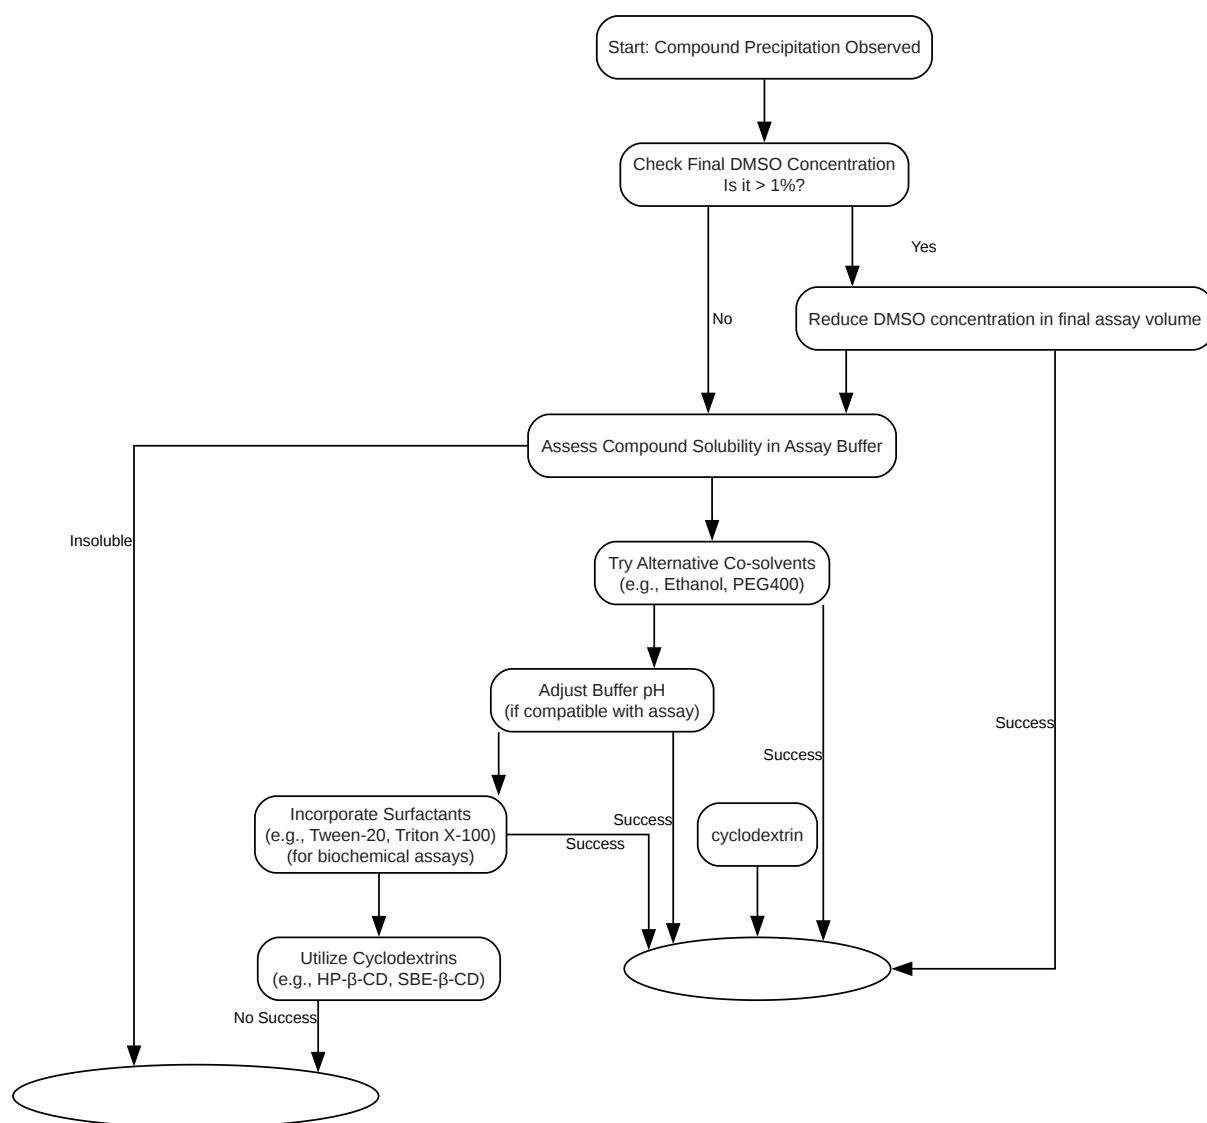 Start: Compound Precipitation Observed
Check Final DMSO Concentration
Is it > 1%?
Yes
Reduce DMSO concentration in final assay volume
No
Assess Compound Solubility in Assay Buffer
Insoluble
Try Alternative Co-solvents
(e.g., Ethanol, PEG400)
Adjust Buffer pH
(if compatible with assay)
Success
Success
Incorporate Surfactants
(e.g., Tween-20, Triton X-100)
(for biochemical assays)
Success
Success
cyclodextrin
Utilize Cyclodextrins
(e.g., HP-β-CD, SBE-β-CD)
No Success